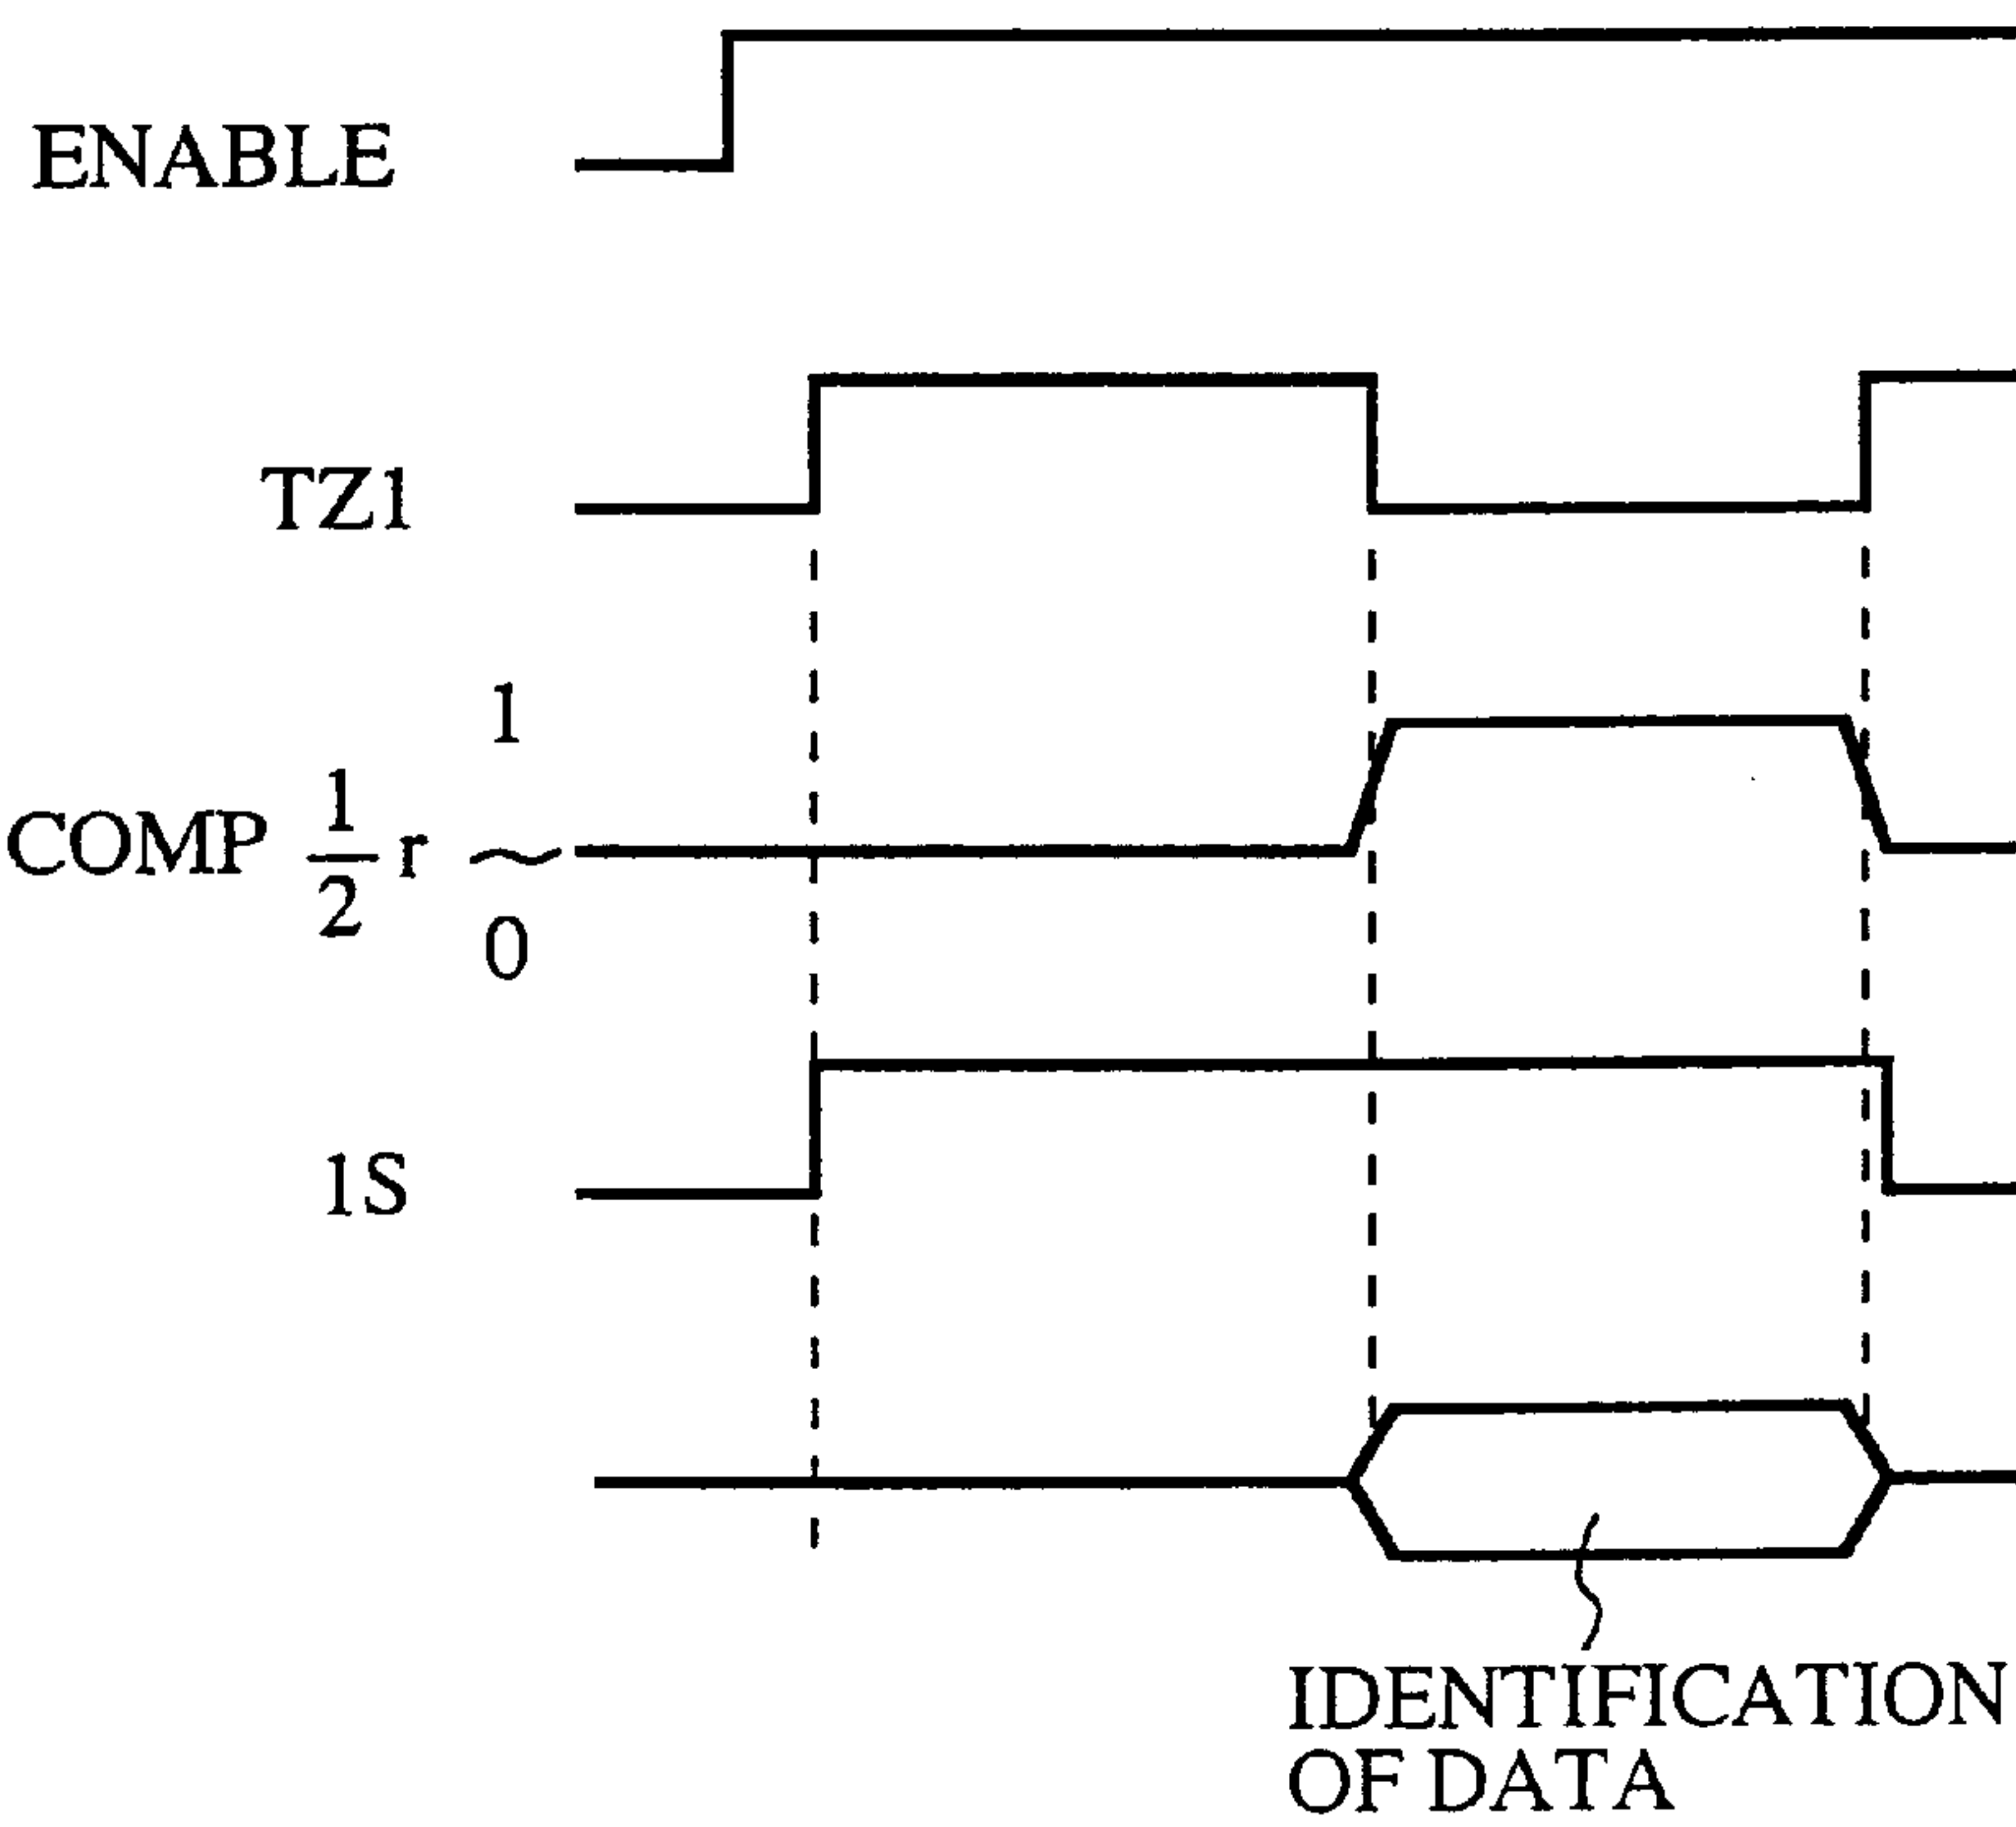 ENABLE
TZ1
1
COMP 1/2 r ~
0
1S
IDENTIFICATION
OF DATA